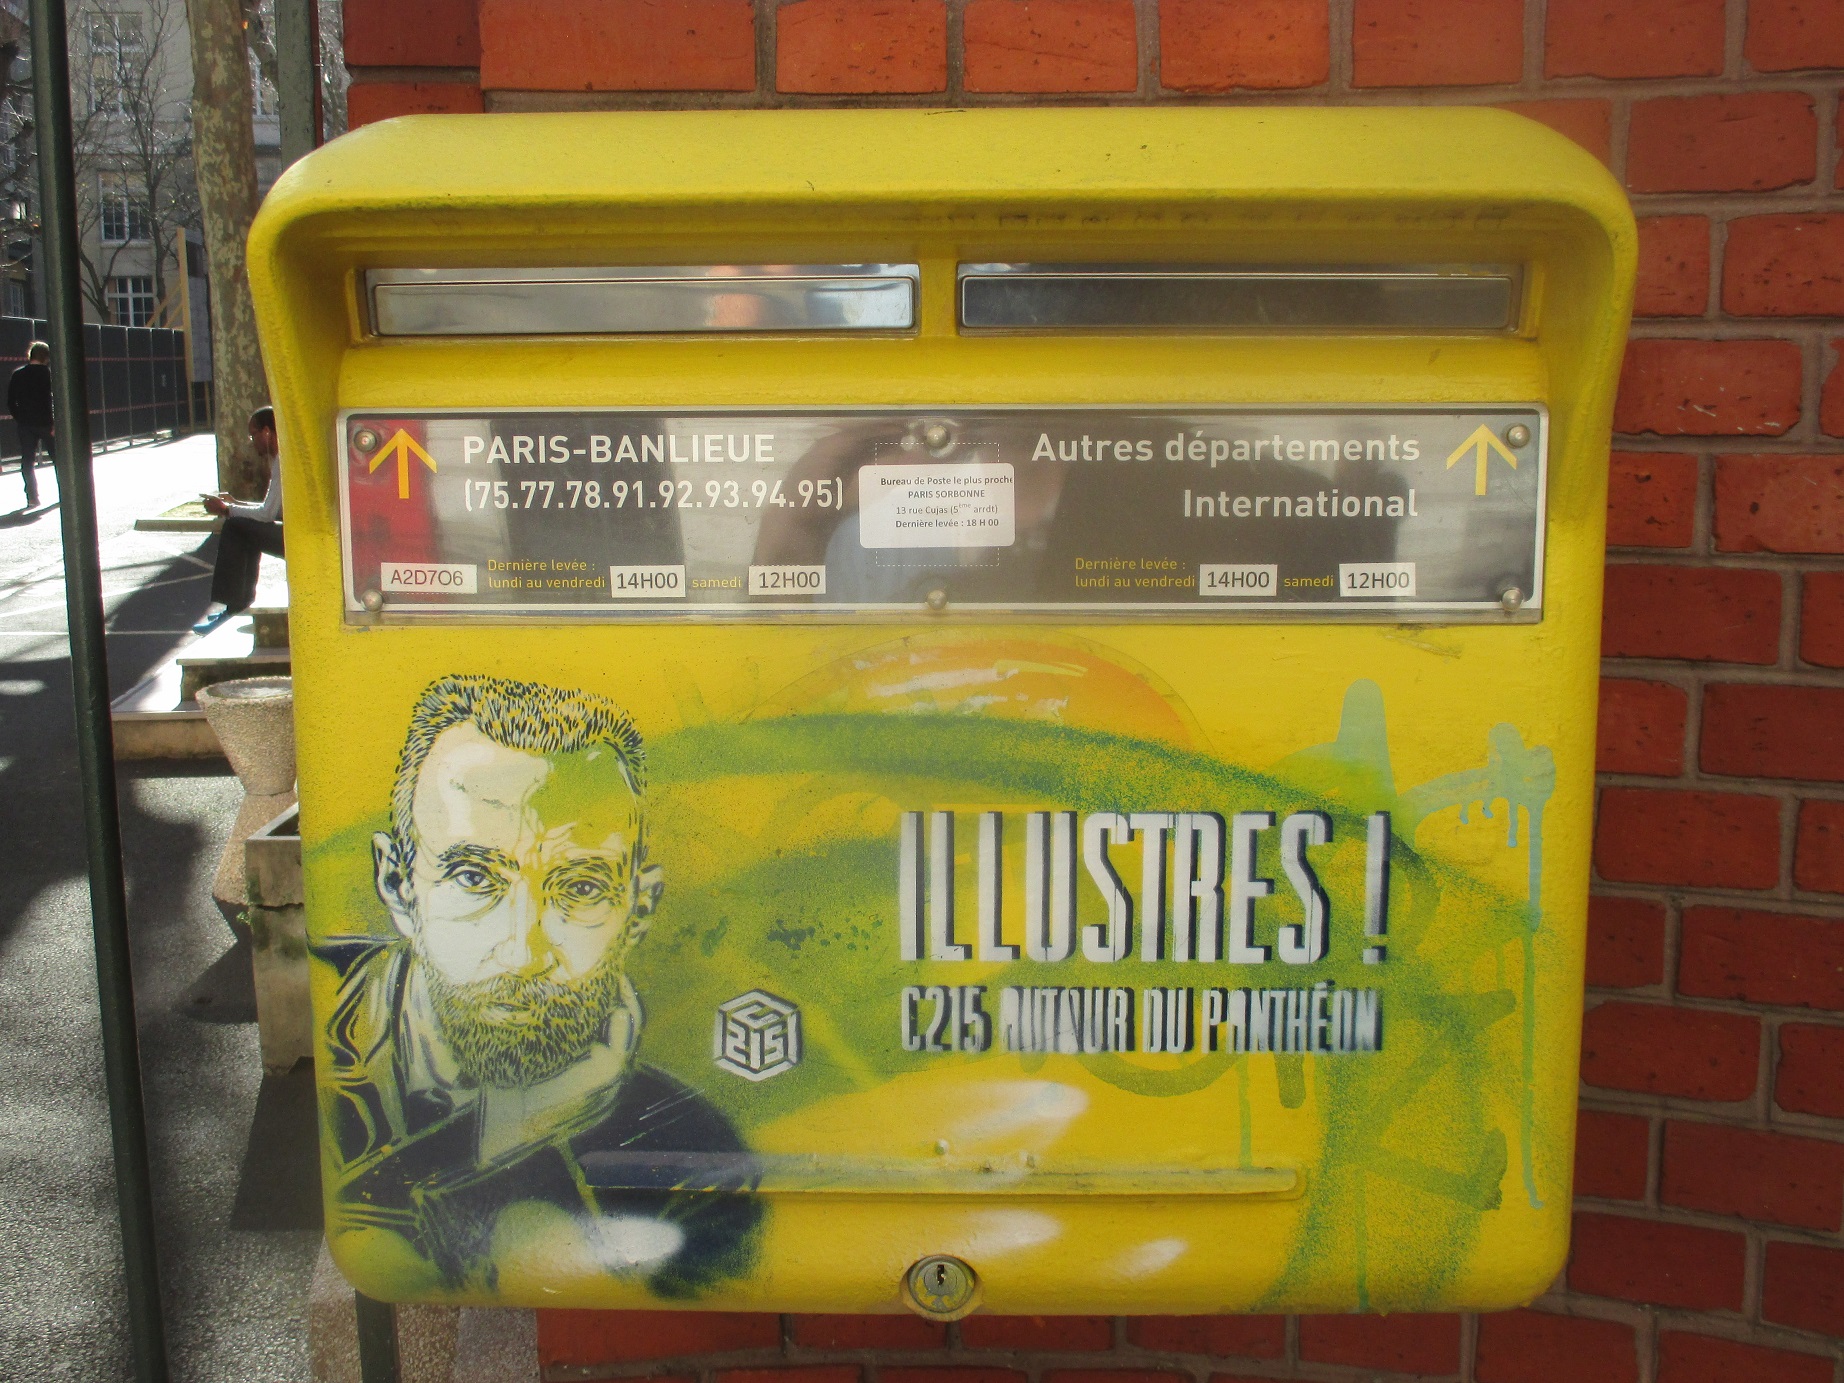 PARIS-BANLIEUE
(75.77.78.91.92.93.94.95)
A2D7O6
Dernière levée :
lundi au vendredi 14H00 samedi 12H00
Bureau de Poste le plus proche
PARIS SORBONNE
13 rue Cujas (5ème arrdt)
Dernière levée : 18 H 00
Autres départements
International
Dernière levée :
lundi au vendredi 14H00 samedi 12H00
ILLUSTRES !
C215 AUTOUR DU PANTHÉON
C215